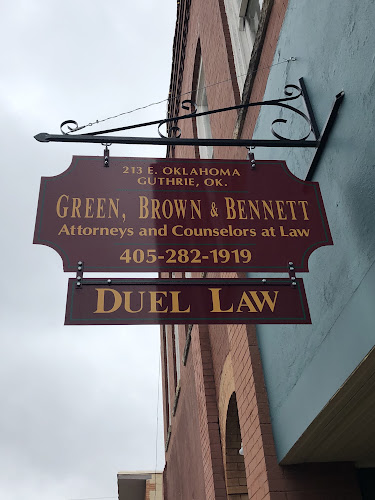 213 E. OKLAHOMA
GUTHRIE, OK.
GREEN, BROWN & BENNETT
Attorneys and Counselors at Law
405-282-1919
DUEL LAW